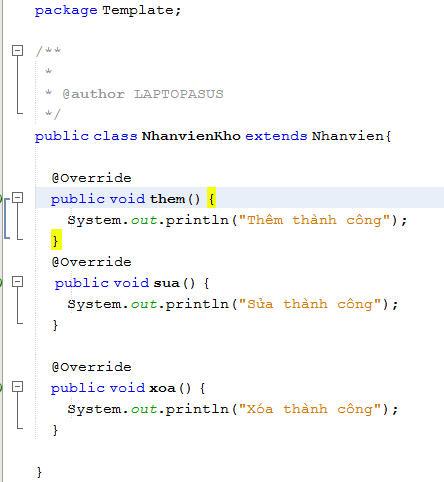 package Template;
/**
 *
 * @author LAPTOPASUS
 */
public class NhanvienKho extends Nhanvien{
@Override
public void them() {
System.out.println("Thêm thành công");
}
@Override
public void sua() {
System.out.println("Sửa thành công");
}
@Override
public void xoa() {
System.out.println("Xóa thành công");
}
}